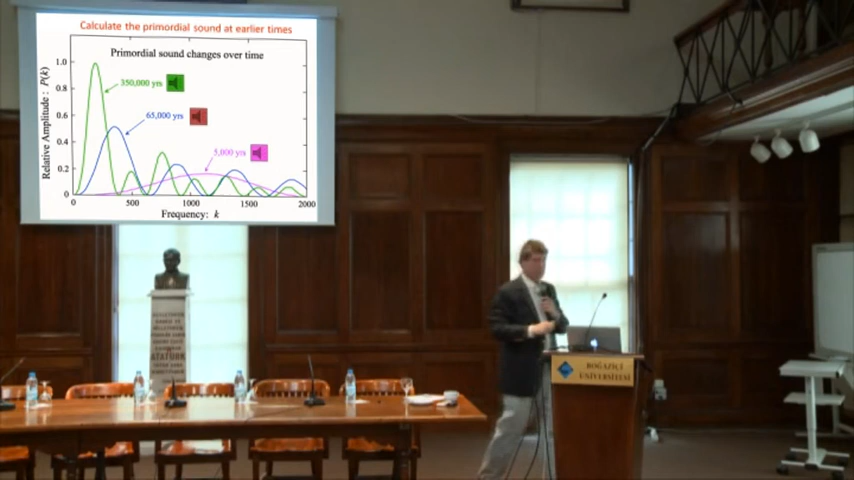 Calculate the primordial sound at earlier times
Primordial sound changes over time
Relative Amplitude : P(k)
1.0
0.8
0.6
0.4
0.2
0
350,000 yrs
65,000 yrs
5,000 yrs
0
500
1000
1500
2000
Frequency: k
ATATÜRK
BOĞAZİÇİ
ÜNİVERSİTESİ